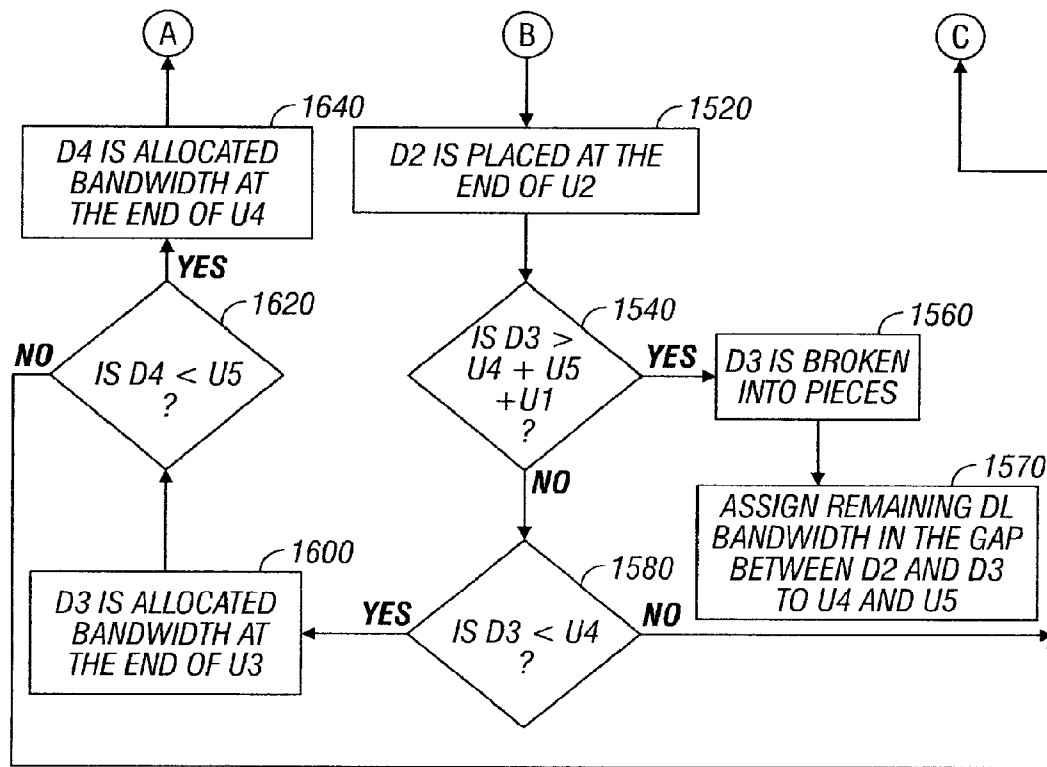 A
B
C
1640
D4 IS ALLOCATED
BANDWIDTH AT
THE END OF U4
1520
D2 IS PLACED AT THE
END OF U2
YES
1620
NO
IS D4 < U5
?
1540
IS D3 >
U4 + U5
+U1
?
YES
NO
1560
D3 IS BROKEN
INTO PIECES
1570
ASSIGN REMAINING DL
BANDWIDTH IN THE GAP
BETWEEN D2 AND D3
TO U4 AND U5
1600
D3 IS ALLOCATED
BANDWIDTH AT
THE END OF U3
1580
YES
IS D3 < U4
?
NO